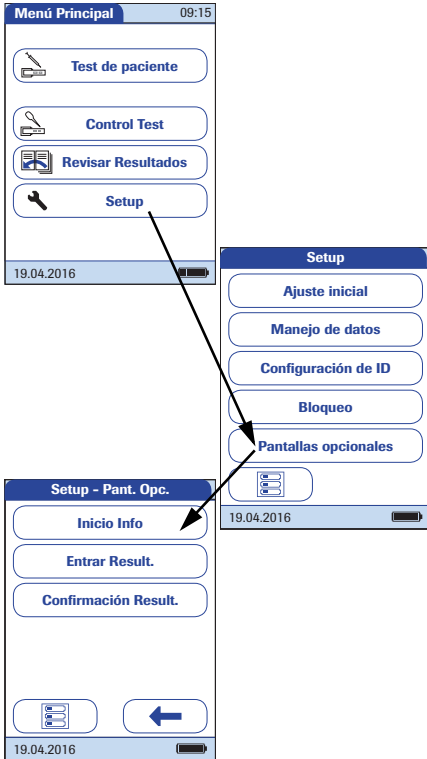 Menú Principal 09:15
Test de paciente
Control Test
Revisar Resultados
Setup
19.04.2016
Setup
Ajuste inicial
Manejo de datos
Configuración de ID
Bloqueo
Pantallas opcionales
19.04.2016
Setup - Pant. Opc.
Inicio Info
Entrar Result.
Confirmación Result.
19.04.2016